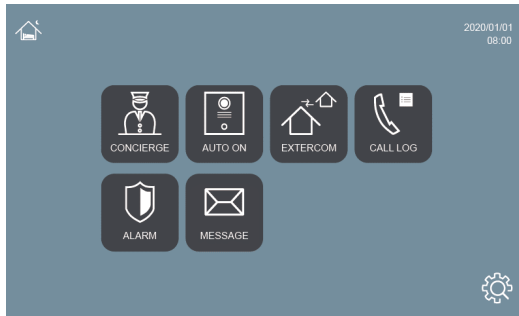 2020/01/01
08:00
CONCIERGE
AUTO ON
EXTERCOM
CALL LOG
ALARM
MESSAGE